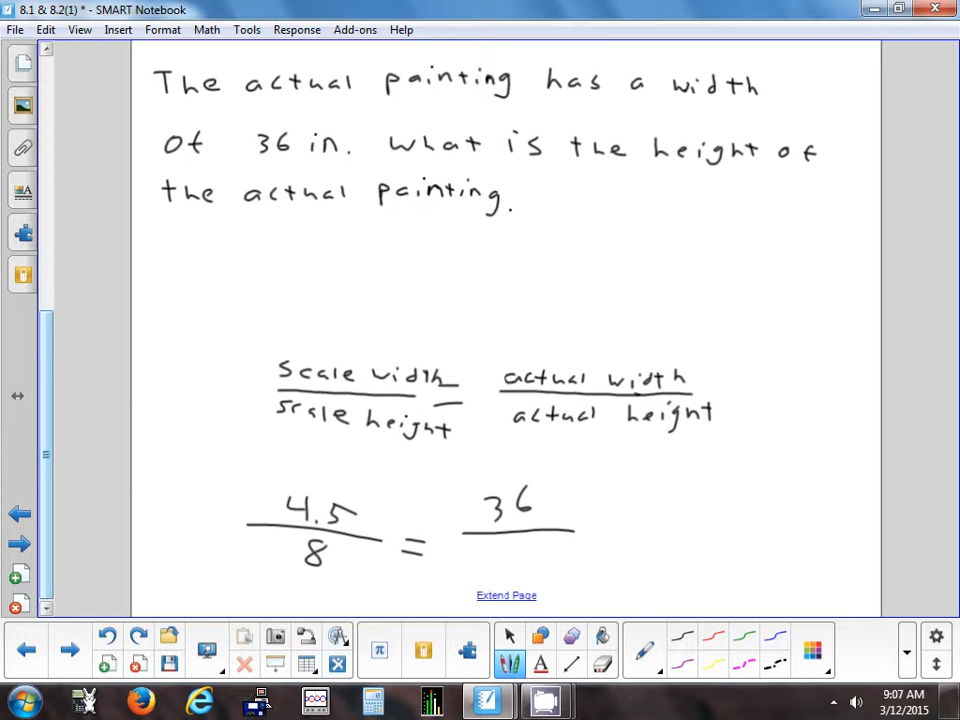 8.1 & 8.2(1) * - SMART Notebook
File Edit View Insert Format Math Tools Response Add-ons Help
The actual painting has a width
of 36 in. What is the height of
the actual painting.
scale width = actual width
scale height actual height
4.5 = 36
8
Extend Page
9:07 AM
3/12/2015